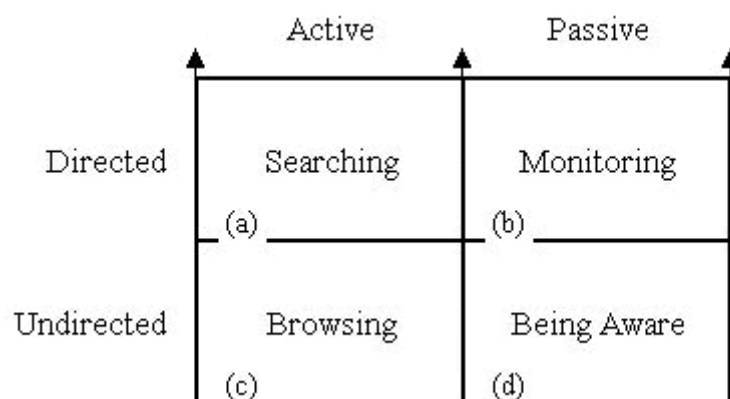 Active Passive
Directed Searching Monitoring
(a) (b)
Undirected Browsing Being Aware
(c) (d)